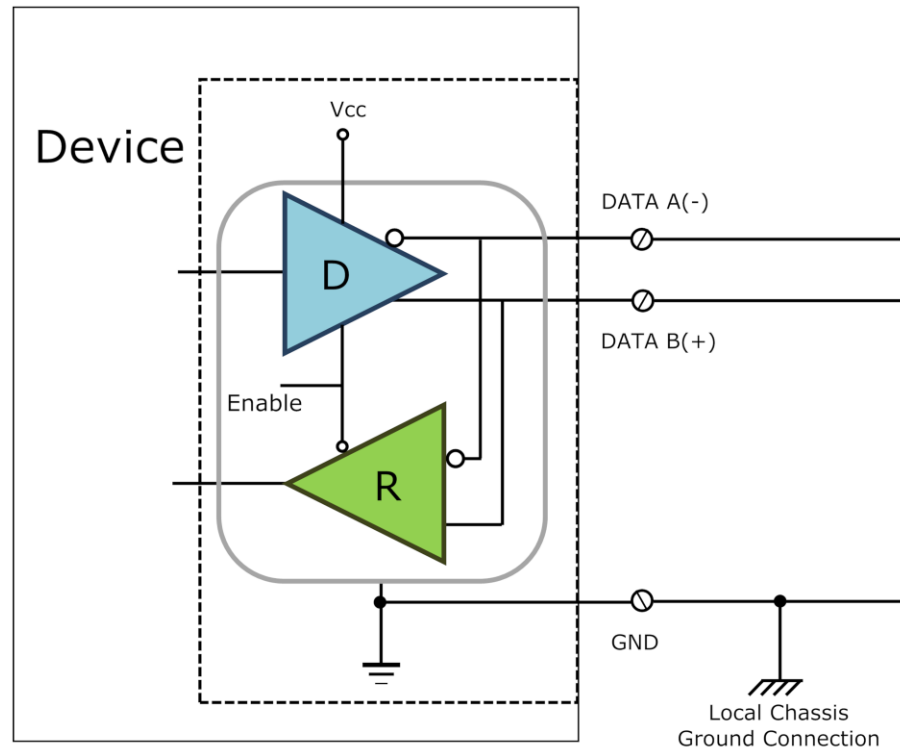 Vcc
Device
DATA A(-)
D
DATA B(+)
Enable
R
GND
Local Chassis
Ground Connection